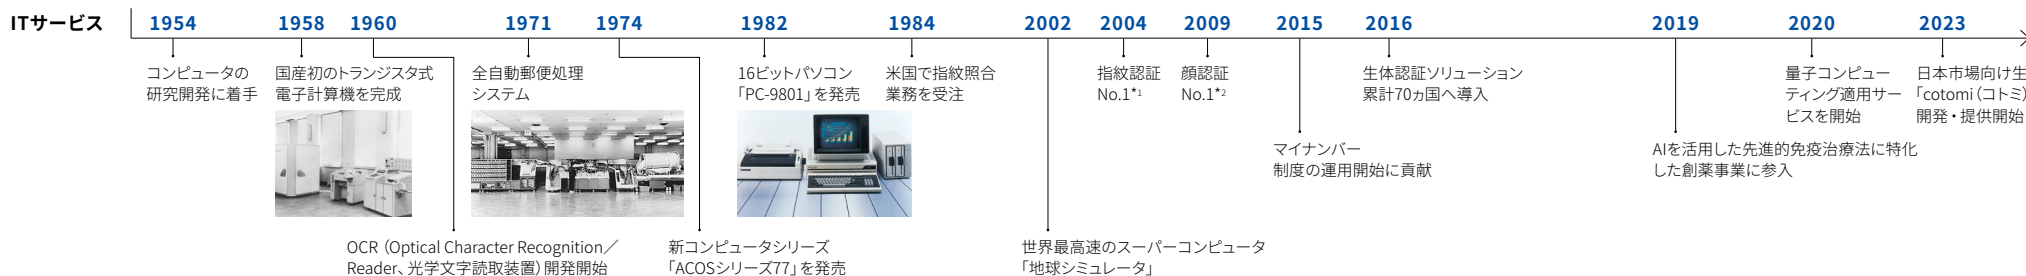 ITサービス
1954
1958
1960
1971
1974
1982
1984
2002
2004
2009
2015
2016
2019
2020
2023
コンピュータの
研究開発に着手
国産初のトランジスタ式
電子計算機を完成
OCR（Optical Character Recognition／
Reader、光学文字読取装置）開発開始
全自動郵便処理
システム
新コンピュータシリーズ
「ACOSシリーズ77」を発売
16ビットパソコン
「PC-9801」を発売
米国で指紋照合
業務を受注
世界最高速のスーパーコンピュータ
「地球シミュレータ」
指紋認証
No.1*1
顔認証
No.1*2
マイナンバー
制度の運用開始に貢献
生体認証ソリューション
累計70ヵ国へ導入
AIを活用した先進的免疫治療法に特化
した創薬事業に参入
量子コンピュー
ティング適用サー
ビスを開始
日本市場向け生
「cotomi（コトミ）
開発・提供開始